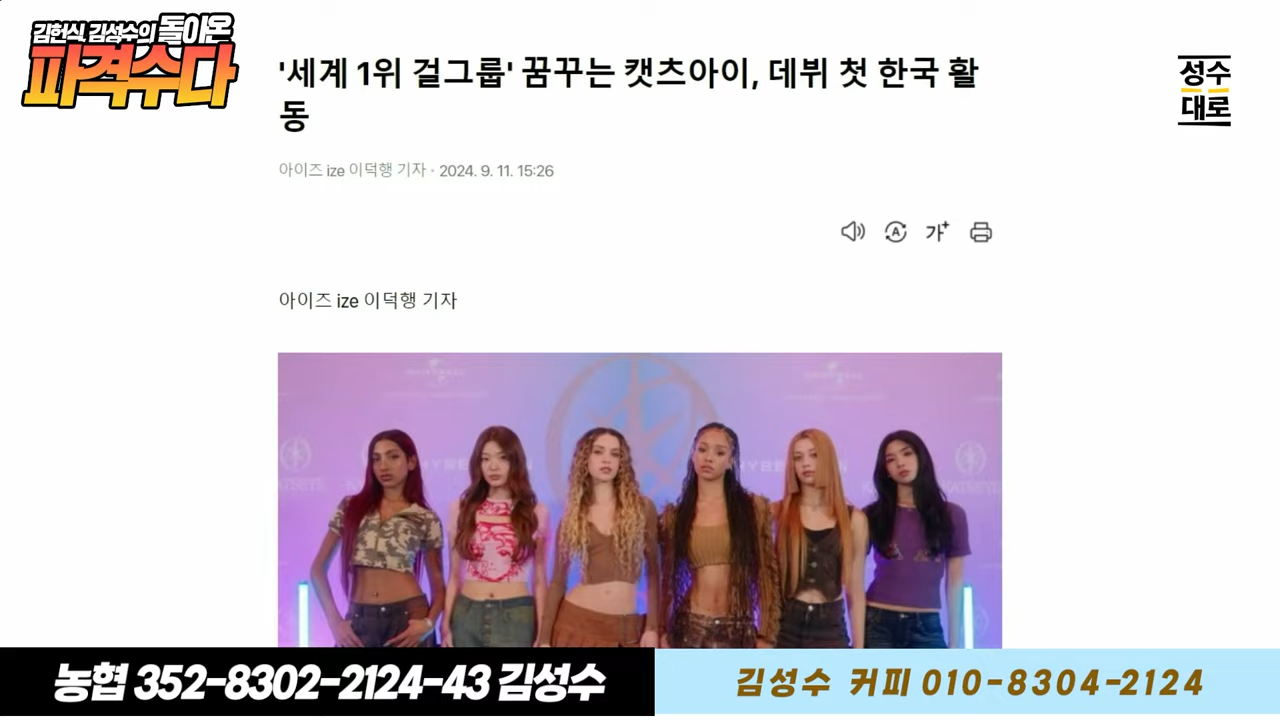 김헌식, 김성수의 돌아온
파격수다
'세계 1위 걸그룹' 꿈꾸는 캣츠아이, 데뷔 첫 한국 활
동
성수
대로
아이즈 ize 이덕행 기자 · 2024. 9. 11. 15:26
가+
아이즈 ize 이덕행 기자
농협 352-8302-2124-43 김성수
김성수 커피 010-8304-2124